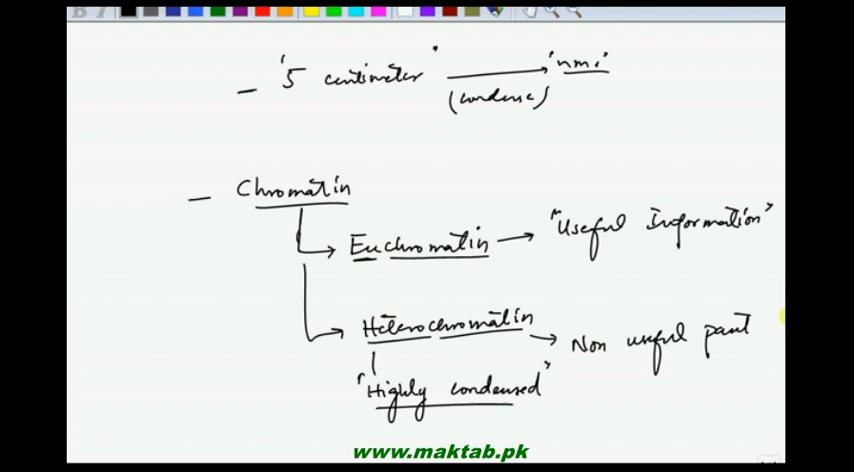 - '5 centimeter' → 'nm.'
(condense)
- Chromatin
→ Euchromatin → "Useful Information"
→ Heterochromatin → Non useful part
"Highly condensed"
www.maktab.pk